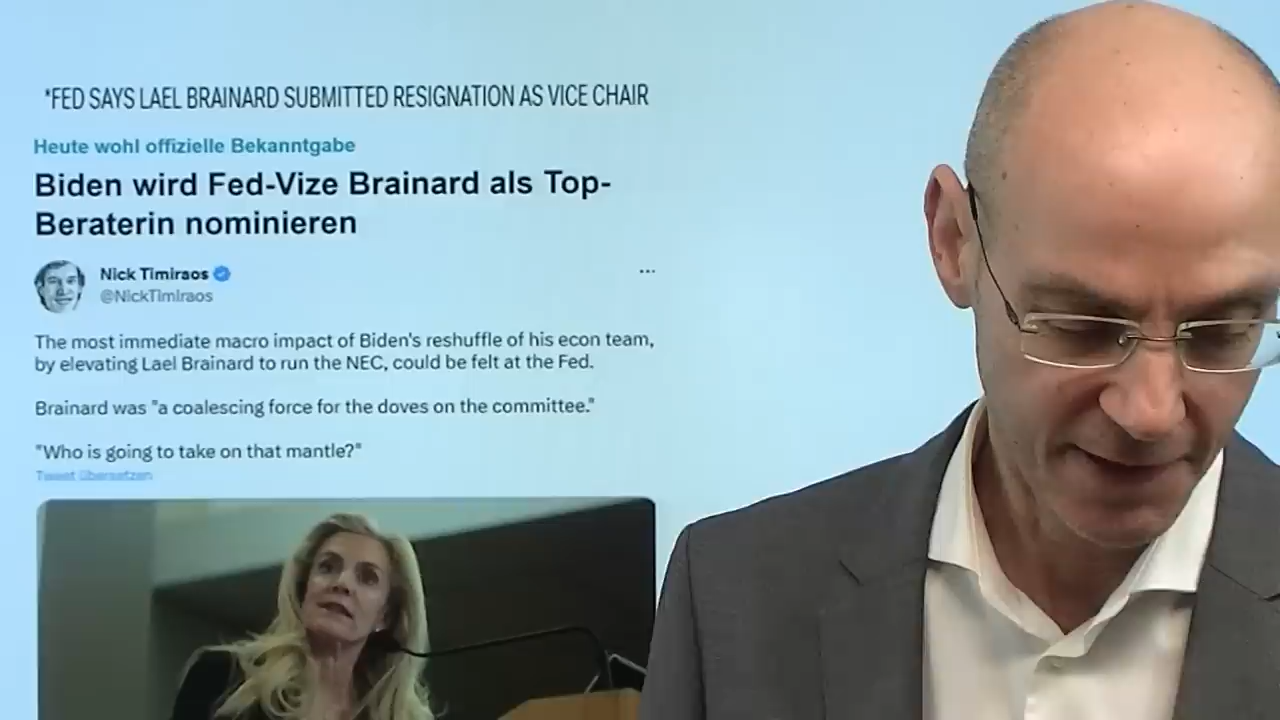 *FED SAYS LAEL BRAINARD SUBMITTED RESIGNATION AS VICE CHAIR
Heute wohl offizielle Bekanntgabe
Biden wird Fed-Vize Brainard als Top-
Beraterin nominieren
Nick Timiraos
@NickTimiraos
...
The most immediate macro impact of Biden's reshuffle of his econ team,
by elevating Lael Brainard to run the NEC, could be felt at the Fed.
Brainard was "a coalescing force for the doves on the committee."
"Who is going to take on that mantle?"
Tweet übersetzen